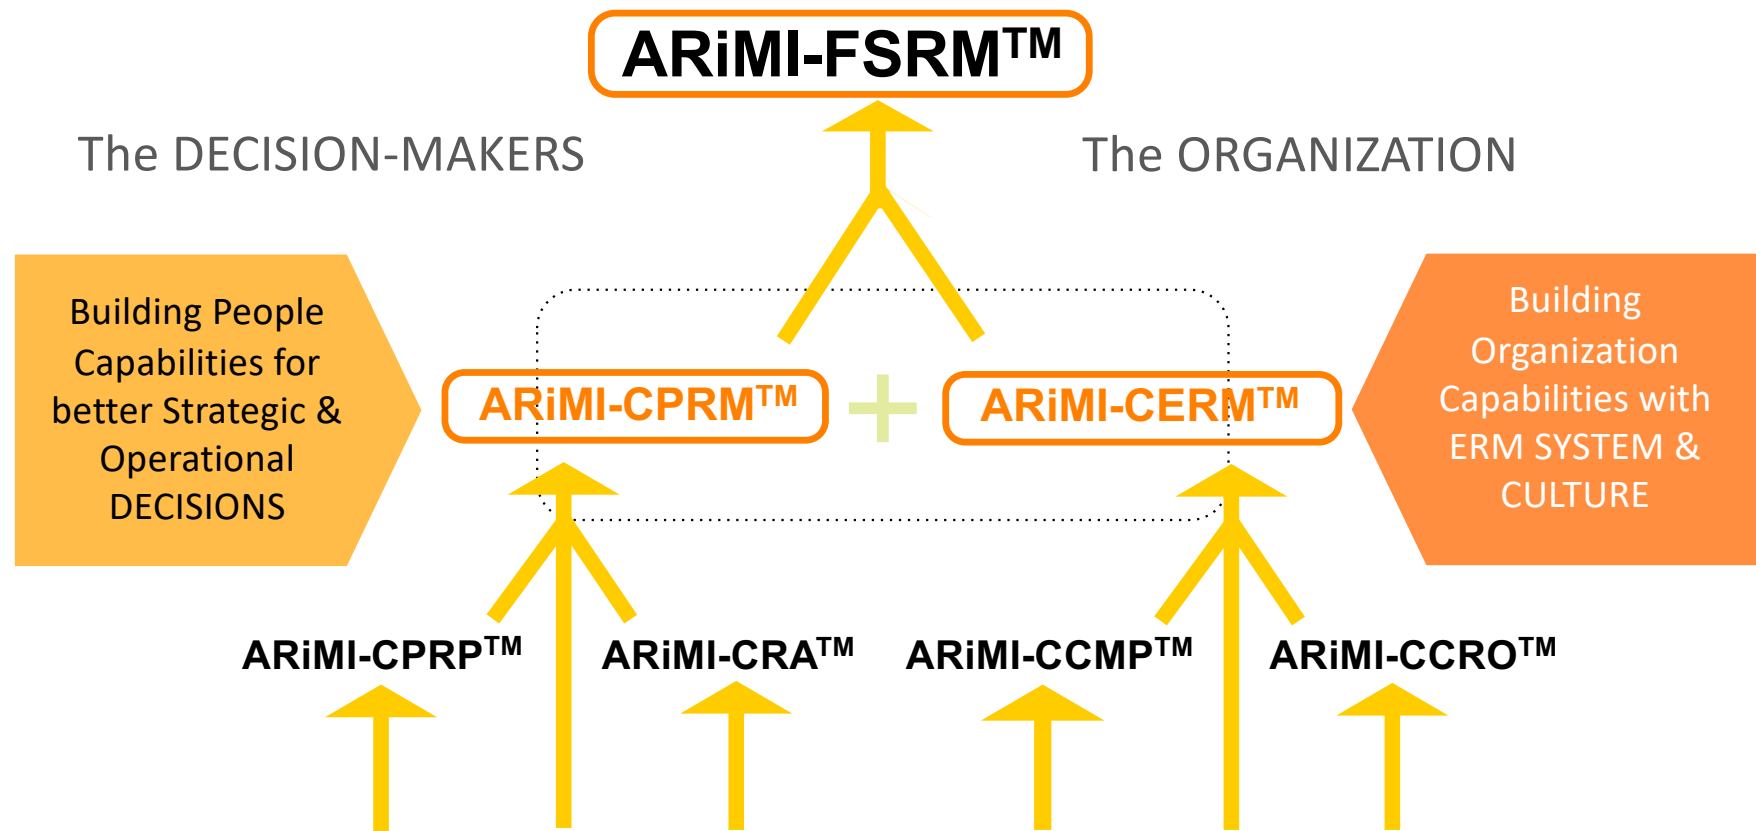 ARiMI-FSRM™
The DECISION-MAKERS
The ORGANIZATION
Building People
Capabilities for
better Strategic &
Operational
DECISIONS
ARiMI-CPRM™
+
ARiMI-CERM™
Building
Organization
Capabilities with
ERM SYSTEM &
CULTURE
ARiMI-CPRP™
ARiMI-CRA™
ARiMI-CCMP™
ARiMI-CCRO™